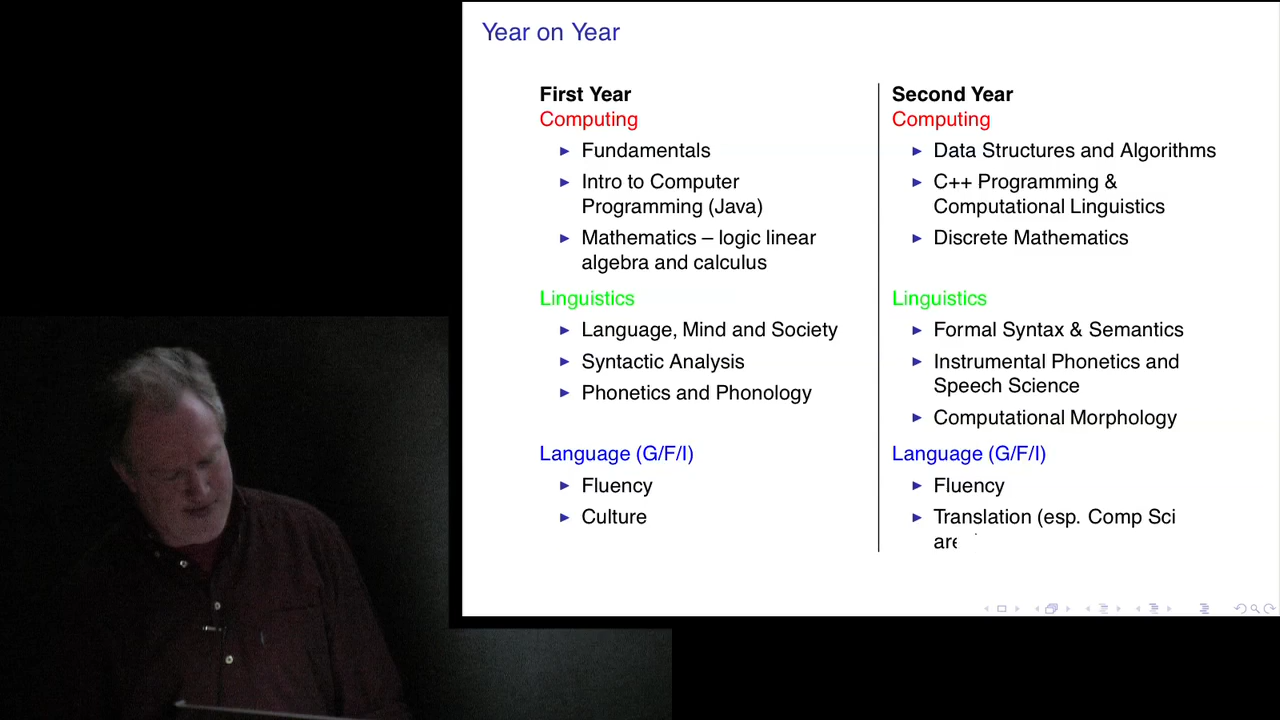 Year on Year
First Year
Computing
Fundamentals
Intro to Computer
Programming (Java)
Mathematics – logic linear
algebra and calculus
Linguistics
Language, Mind and Society
Syntactic Analysis
Phonetics and Phonology
Language (G/F/I)
Fluency
Culture
Second Year
Computing
Data Structures and Algorithms
C++ Programming &
Computational Linguistics
Discrete Mathematics
Linguistics
Formal Syntax & Semantics
Instrumental Phonetics and
Speech Science
Computational Morphology
Language (G/F/I)
Fluency
Translation (esp. Comp Sci